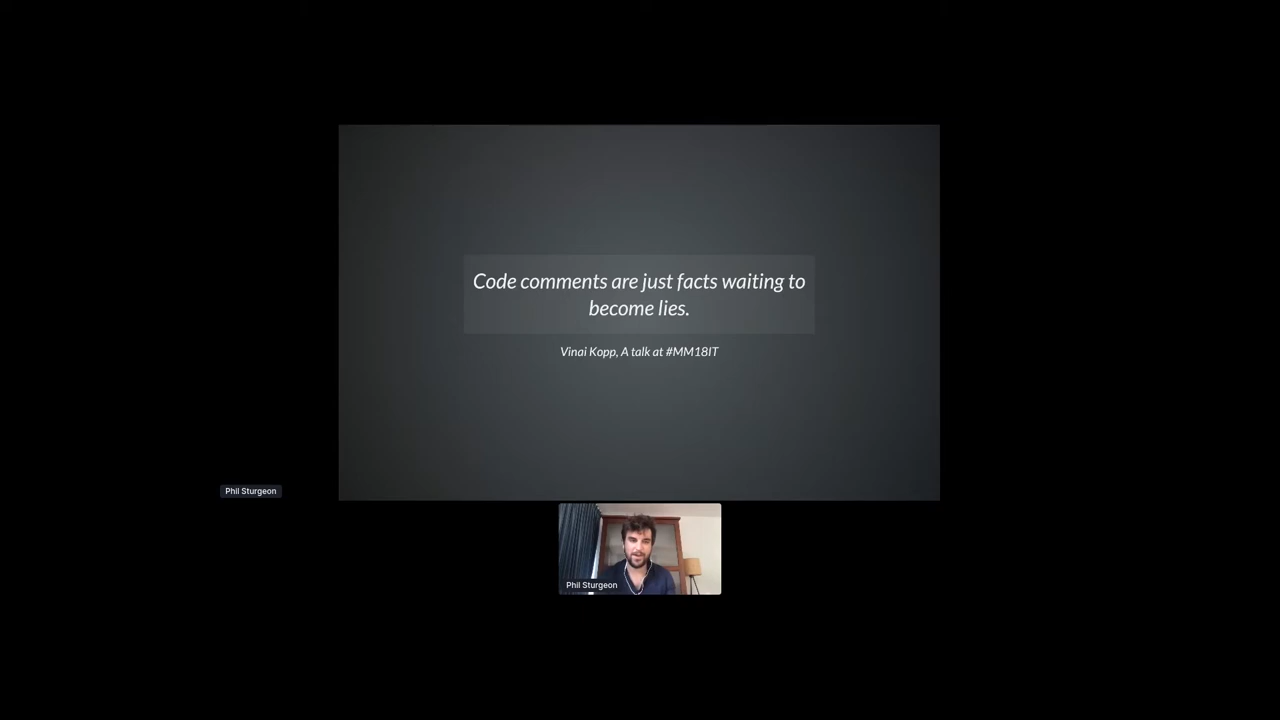 Code comments are just facts waiting to
become lies.
Vinai Kopp, A talk at #MM18IT
Phil Sturgeon
Phil Sturgeon